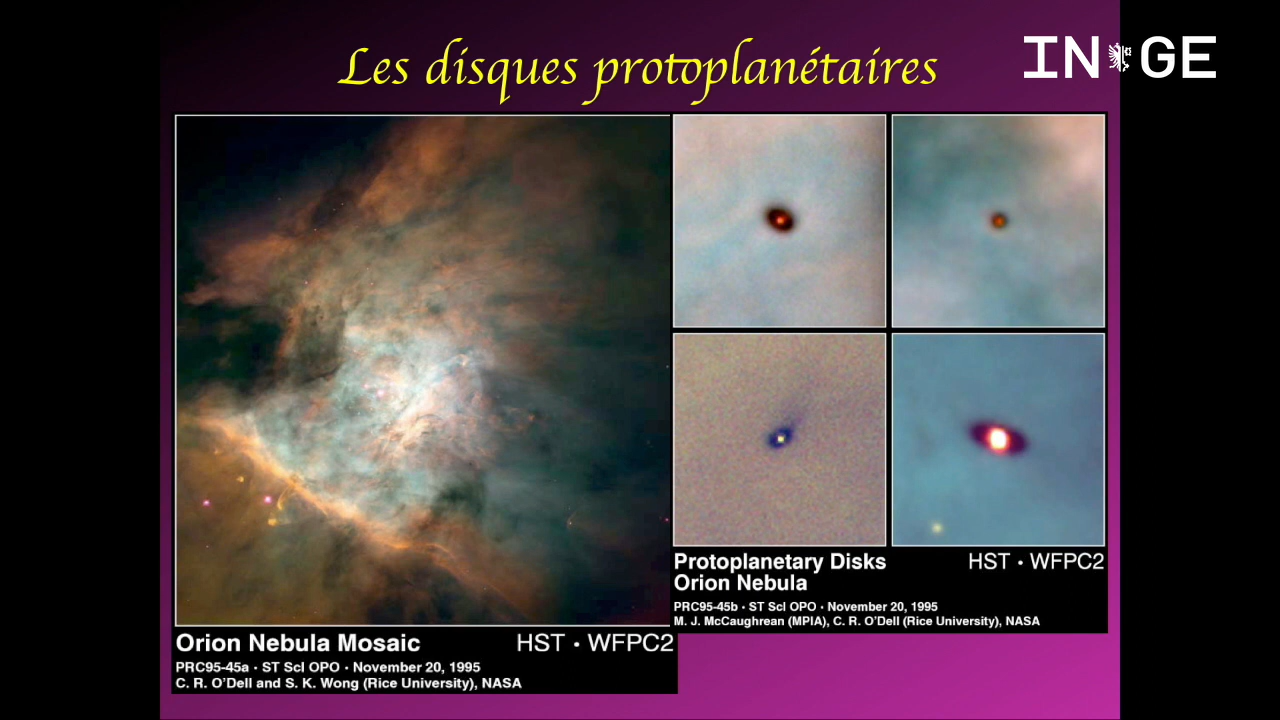 Les disques protoplanétaires
IN GE
Protoplanetary Disks
Orion Nebula
HST • WFPC2
PRC95-45b • ST ScI OPO • November 20, 1995
M. J. McCaughrean (MPIA), C. R. O'Dell (Rice University), NASA
Orion Nebula Mosaic
HST • WFPC2
PRC95-45a • ST ScI OPO • November 20, 1995
C. R. O'Dell and S. K. Wong (Rice University), NASA